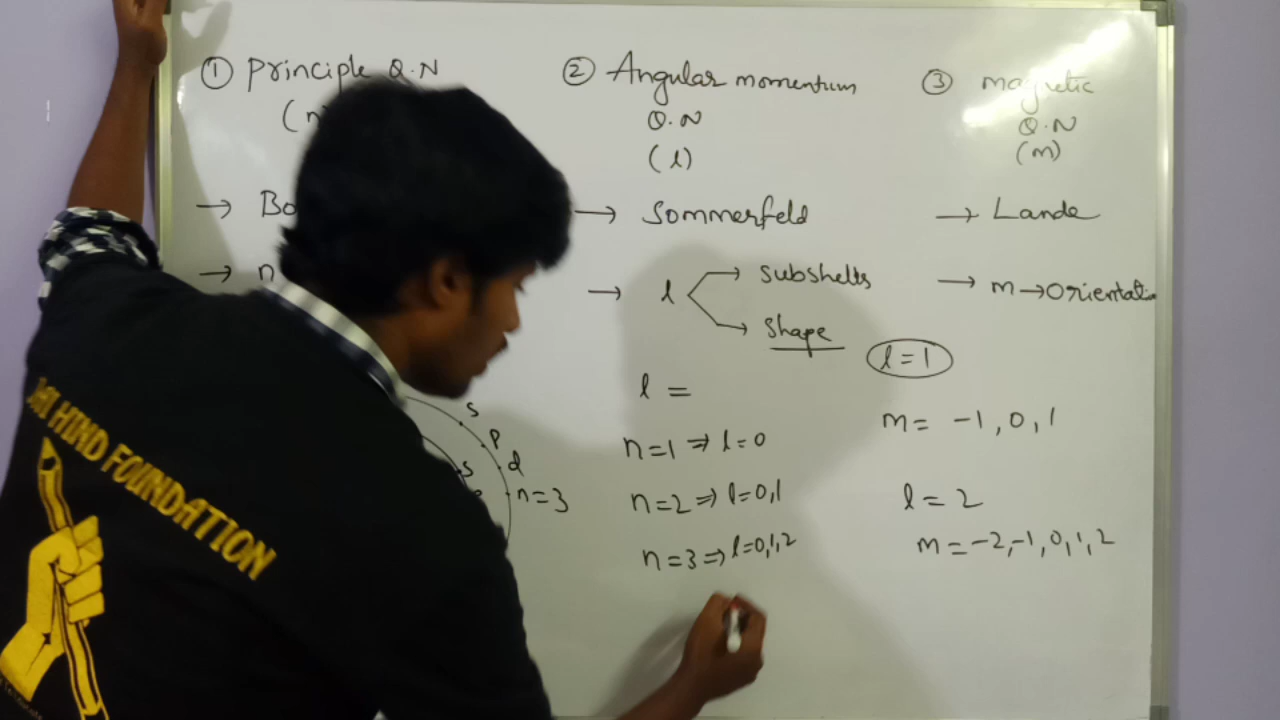 ① Principle Q.N
→ n
s
p
d
s
n=3
② Angular momentum
Q.N
(l)
→ Sommerfeld
→ l → subshells
→ Shape
l =
n=1 ⇒ l=0
n=2 ⇒ l=0,1
n=3 ⇒ l=0,1,2
③ magnetic
Q.N
(m)
→ Lande
→ m→Orientatio
l=1
m= -1, 0, 1
l=2
m=-2,-1,0,1,2
HIND FOUNDATION